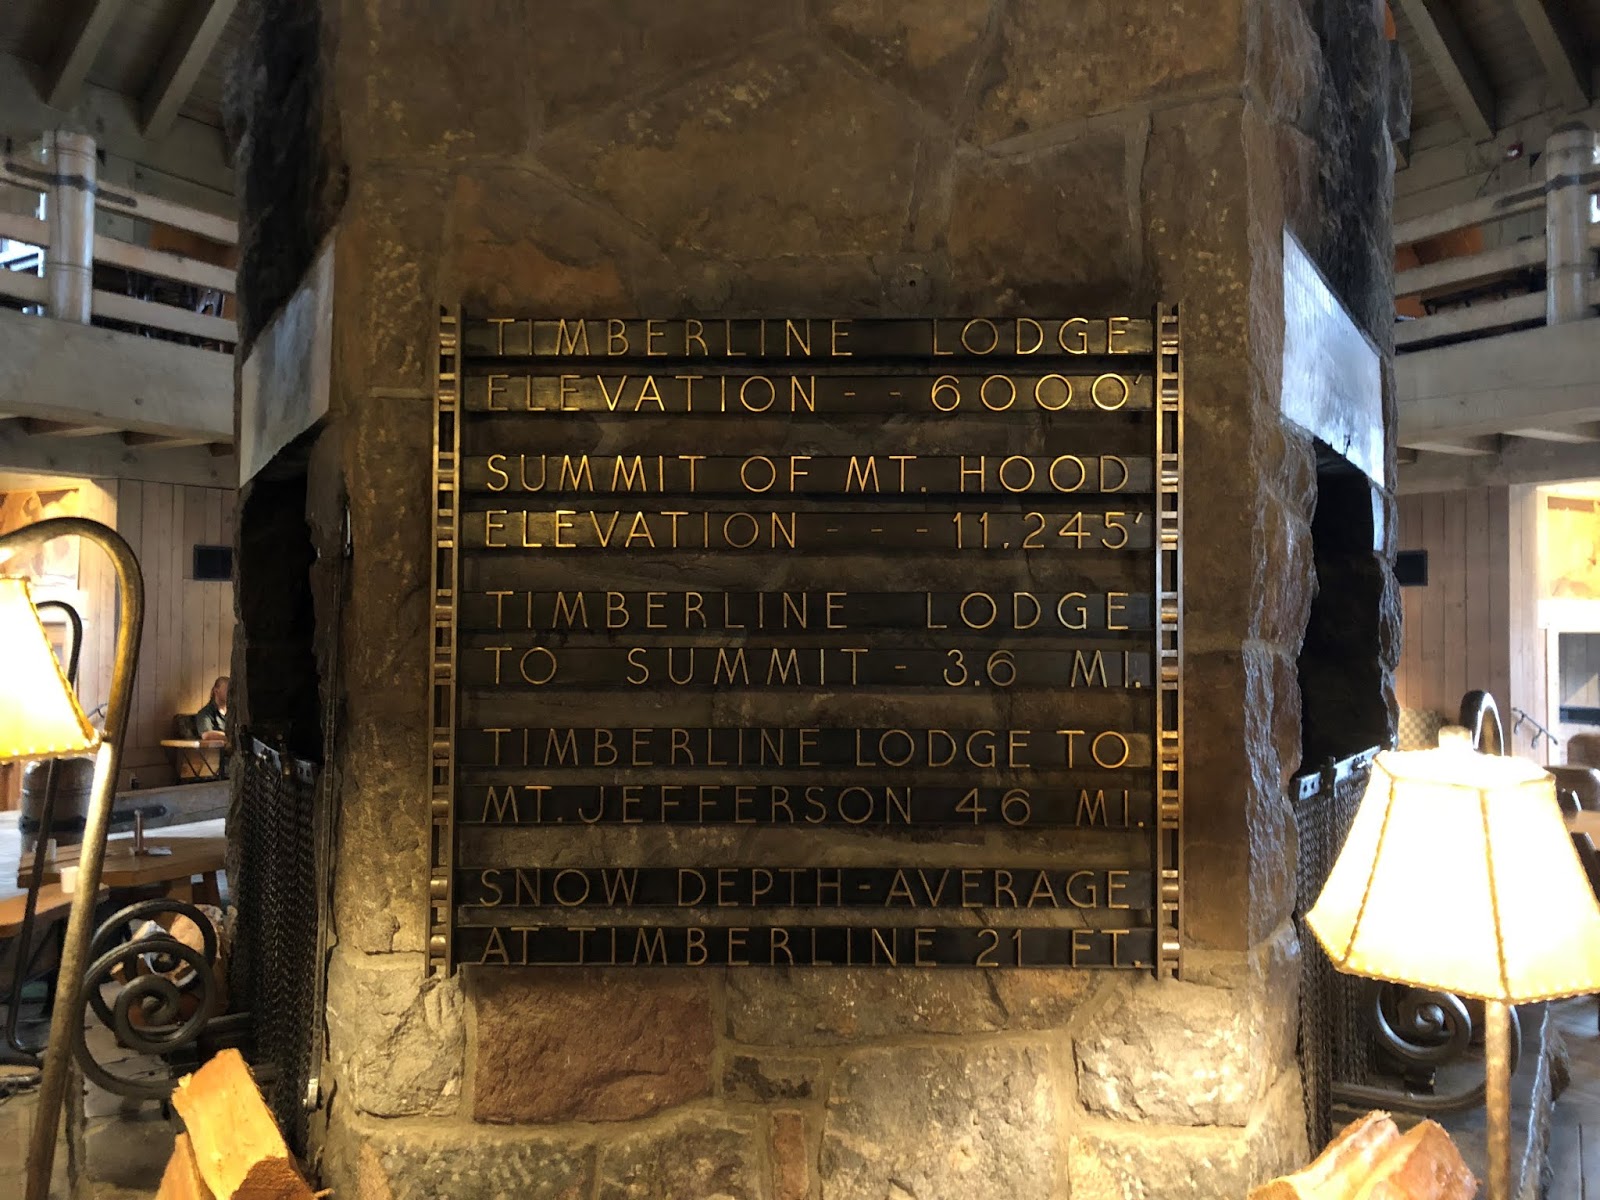 TIMBERLINE LODGE
ELEVATION - - 6000'
SUMMIT OF MT. HOOD
ELEVATION - - - 11,245'
TIMBERLINE LODGE
TO SUMMIT - 3.6 MI.
TIMBERLINE LODGE TO
MT. JEFFERSON 46 MI.
SNOW DEPTH - AVERAGE
AT TIMBERLINE 21 FT.